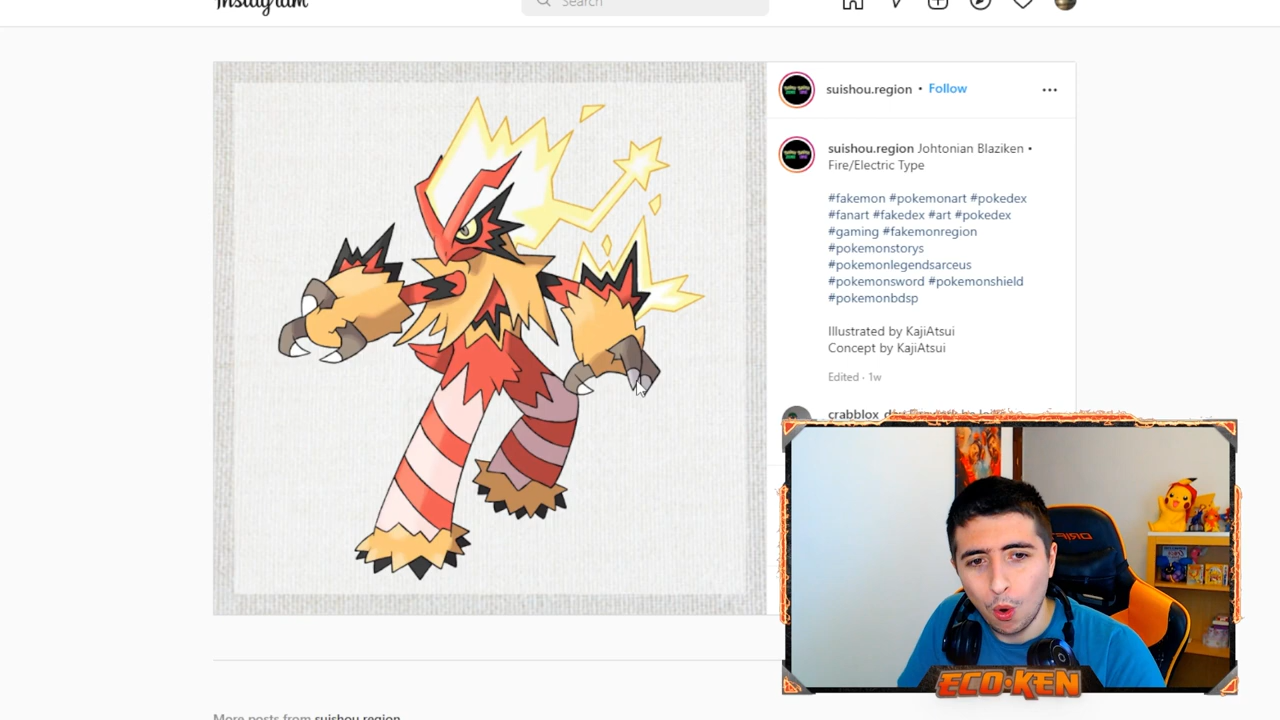 Instagram
Search
suishou.region • Follow
suishou.region Johtonian Blaziken •
Fire/Electric Type
#fakemon #pokemonart #pokedex
#fanart #fakedex #art #pokedex
#gaming #fakemonregion
#pokemonstorys
#pokemonlegendsarceus
#pokemonsword #pokemonshield
#pokemonbdsp
Illustrated by KajiAtsui
Concept by KajiAtsui
Edited · 1w
DRIFT
ECO·KEN
More posts from suishou.region